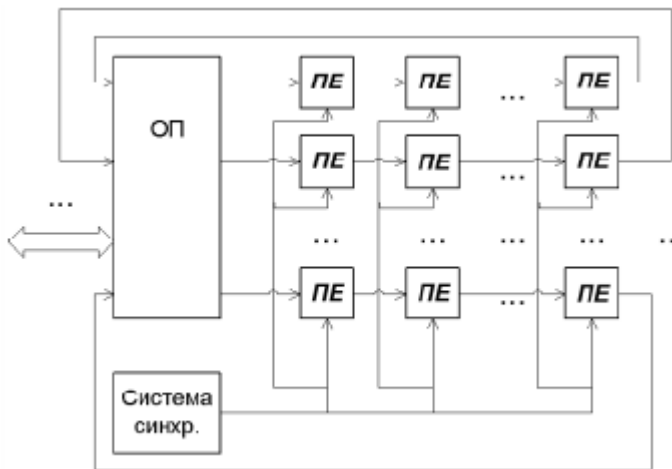 ПЕ ПЕ ... ПЕ
ОП
ПЕ ПЕ ... ПЕ
...
... ... ... ...
ПЕ ПЕ ... ПЕ
Система
синхр.